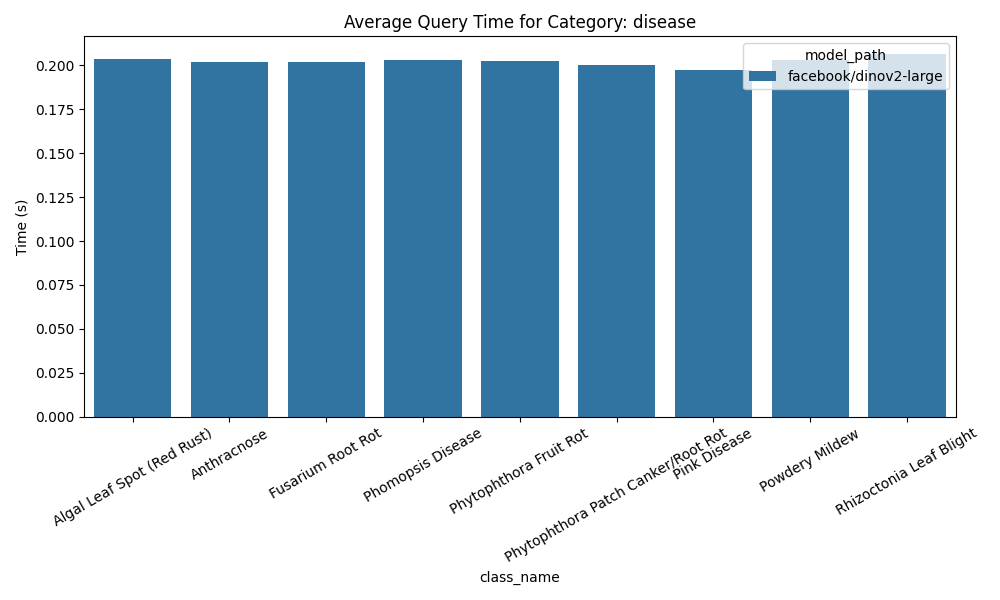 Average Query Time for Category: disease
model_path
facebook/dinov2-large
Time (s)
0.200
0.175
0.150
0.125
0.100
0.075
0.050
0.025
0.000
Algal Leaf Spot (Red Rust)
Anthracnose
Fusarium Root Rot
Phomopsis Disease
Phytophthora Fruit Rot
Phytophthora Patch Canker/Root Rot
Pink Disease
Powdery Mildew
Rhizoctonia Leaf Blight
class_name